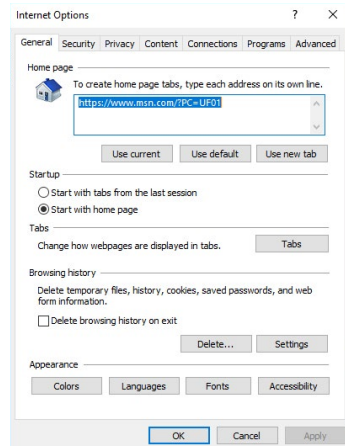 Internet Options ? X
General Security Privacy Content Connections Programs Advanced
Home page
To create home page tabs, type each address on its own line.
https://www.msn.com/?PC=UF01
Use current Use default Use new tab
Startup
Start with tabs from the last session
Start with home page
Tabs
Change how webpages are displayed in tabs. Tabs
Browsing history
Delete temporary files, history, cookies, saved passwords, and web
form information.
Delete browsing history on exit
Delete... Settings
Appearance
Colors Languages Fonts Accessibility
OK Cancel Apply